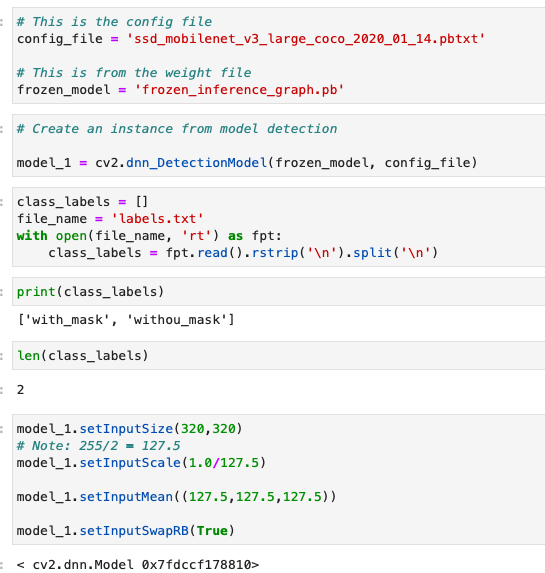 # This is the config file
config_file = 'ssd_mobilenet_v3_large_coco_2020_01_14.pbtxt'
# This is from the weight file
frozen_model = 'frozen_inference_graph.pb'
# Create an instance from model detection
model_1 = cv2.dnn_DetectionModel(frozen_model, config_file)
class_labels = []
file_name = 'labels.txt'
with open(file_name, 'rt') as fpt:
    class_labels = fpt.read().rstrip('\n').split('\n')
print(class_labels)
['with_mask', 'withou_mask']
len(class_labels)
2
model_1.setInputSize(320,320)
# Note: 255/2 = 127.5
model_1.setInputScale(1.0/127.5)
model_1.setInputMean((127.5,127.5,127.5))
model_1.setInputSwapRB(True)
< cv2.dnn.Model 0x7fdccf178810>